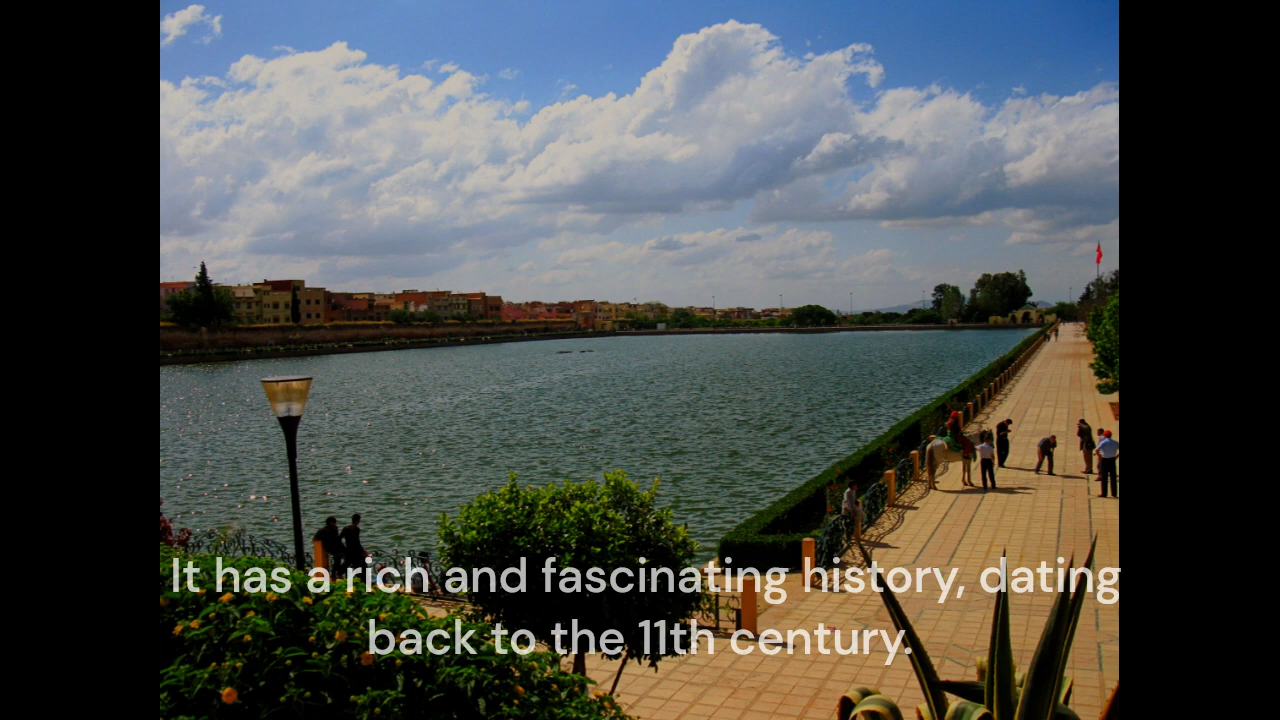 It has a rich and fascinating history, dating
back to the 11th century.